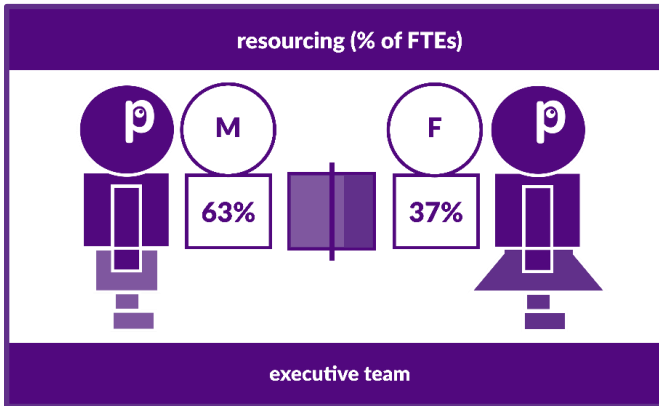 resourcing (% of FTEs)
p M F p
63% 37%
executive team